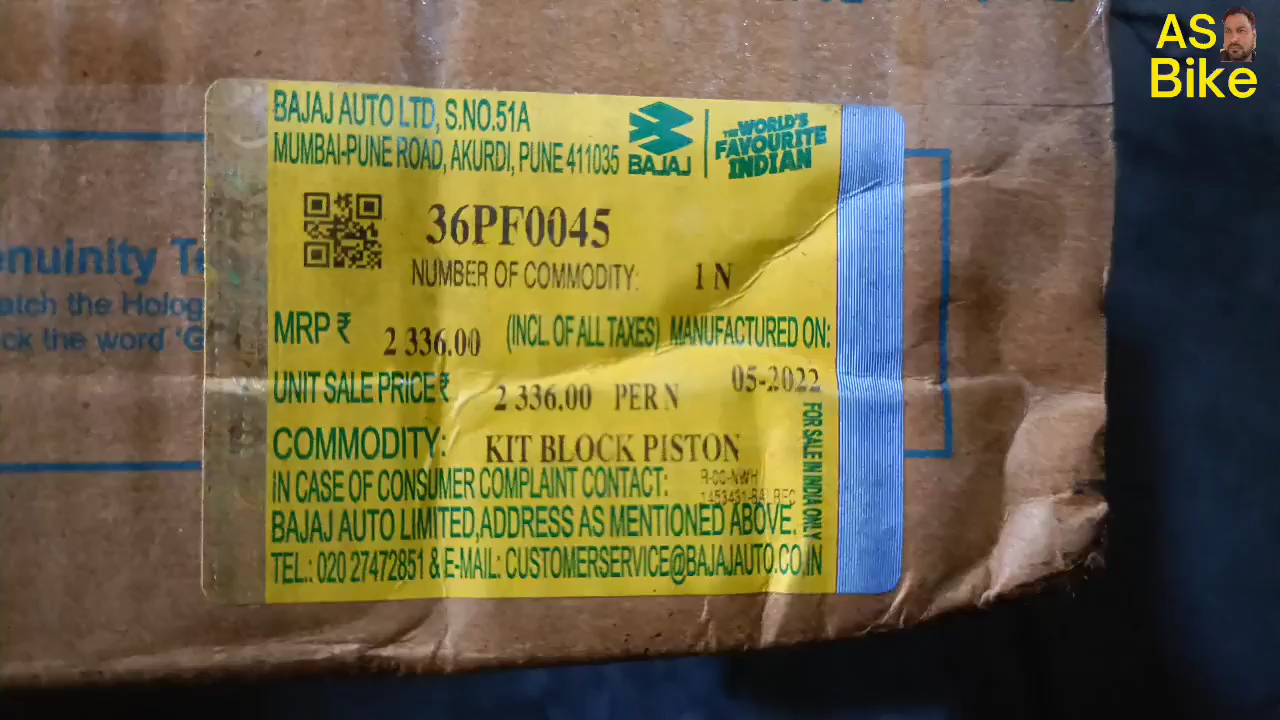 AS
Bike
BAJAJ AUTO LTD, S.NO.51A
MUMBAI-PUNE ROAD, AKURDI, PUNE 411035
BAJAJ
THE WORLD'S
FAVOURITE
INDIAN
36PF0045
NUMBER OF COMMODITY: 1 N
MRP ₹ 2 336.00 (INCL. OF ALL TAXES) MANUFACTURED ON:
UNIT SALE PRICE ₹ 2 336.00 PER N 05-2022
COMMODITY: KIT BLOCK PISTON
IN CASE OF CONSUMER COMPLAINT CONTACT:
BAJAJ AUTO LIMITED,ADDRESS AS MENTIONED ABOVE.
TEL.: 020 27472851 & E-MAIL: CUSTOMERSERVICE@BAJAJAUTO.CO.IN
FOR SALE IN INDIA ONLY
enuinity Te
atch the Holog
ck the word 'G